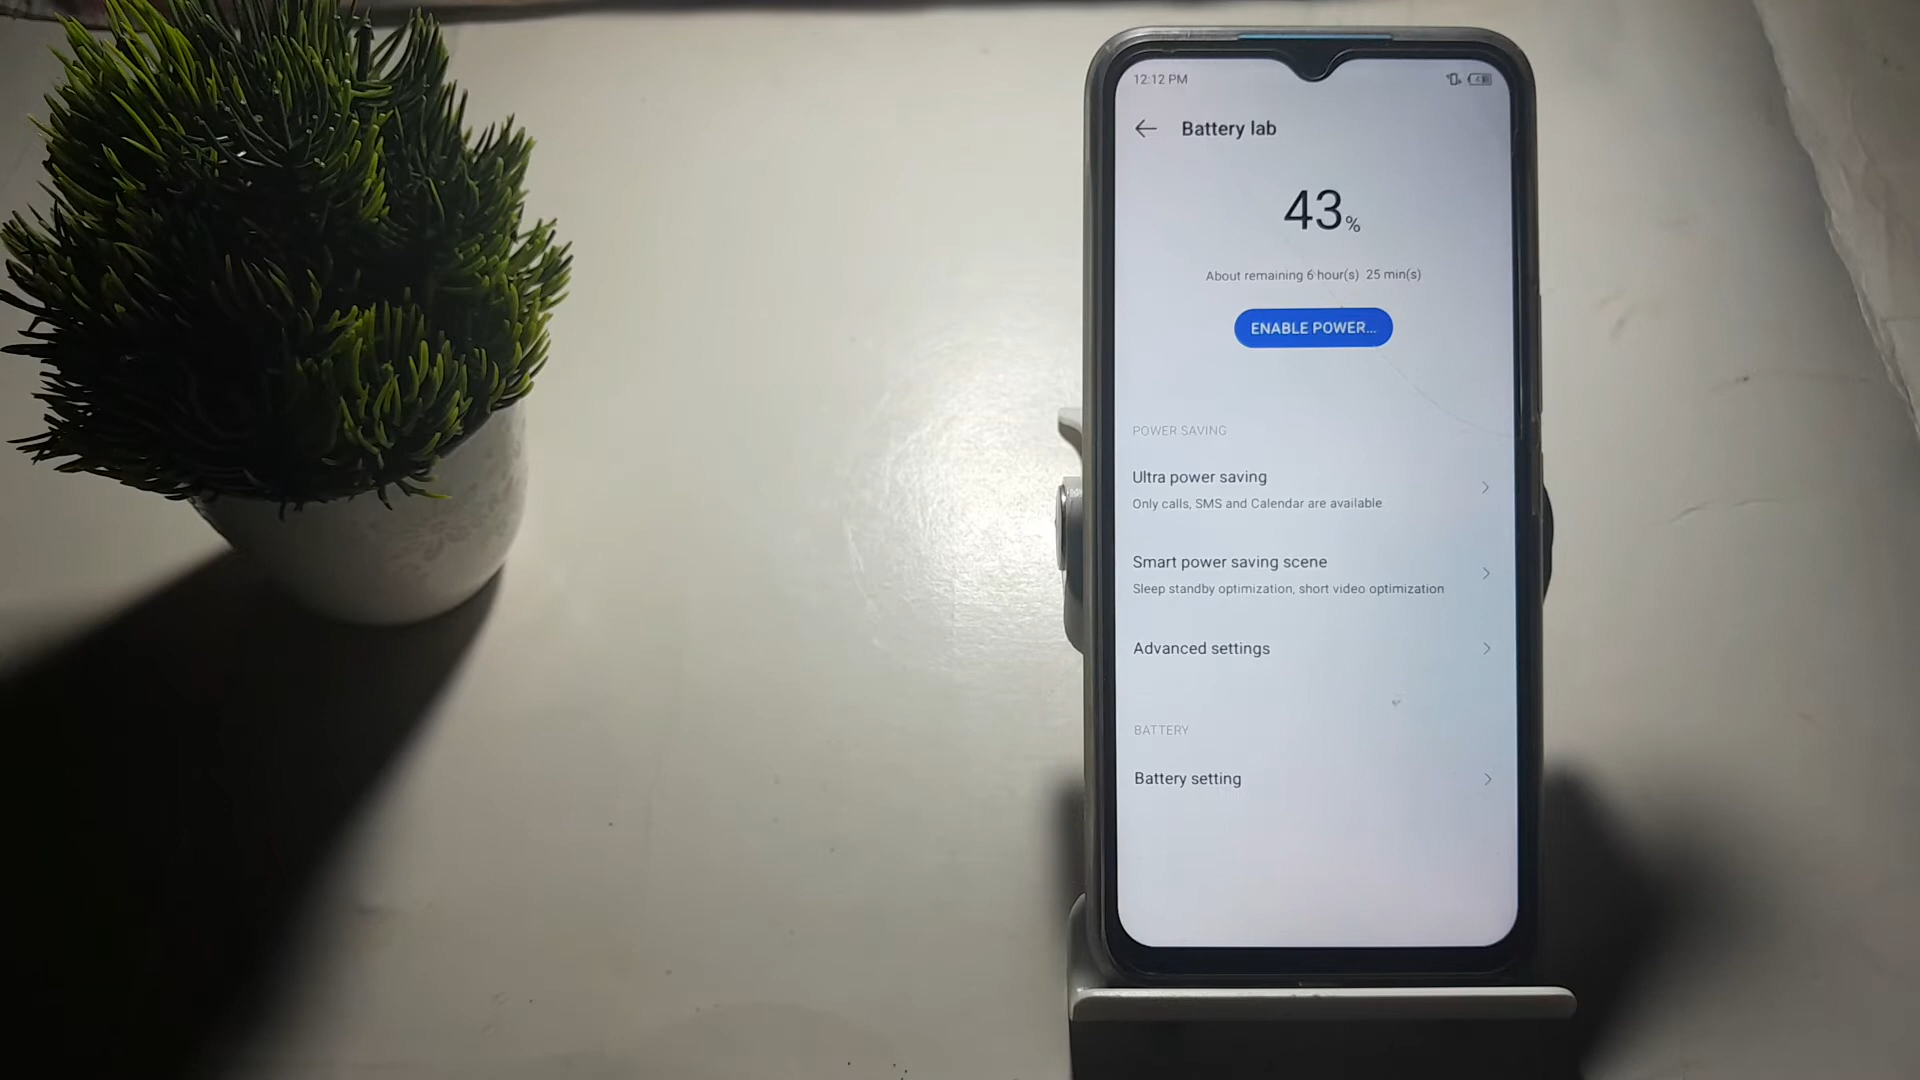 12:12 PM
Battery lab
43%
About remaining 6 hour(s) 25 min(s)
ENABLE POWER...
POWER SAVING
Ultra power saving
Only calls, SMS and Calendar are available
Smart power saving scene
Sleep standby optimization, short video optimization
Advanced settings
BATTERY
Battery setting